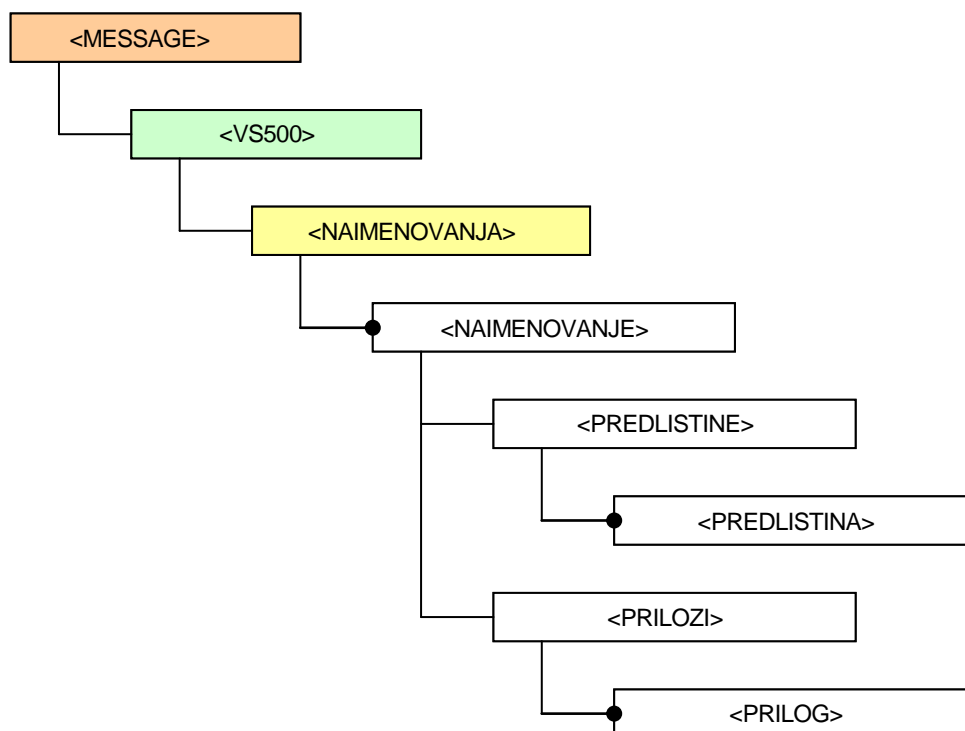 <MESSAGE>
<VS500>
<NAIMENOVANJA>
<NAIMENOVANJE>
<PREDLISTINE>
<PREDLISTINA>
<PRILOZI>
<PRILOG>